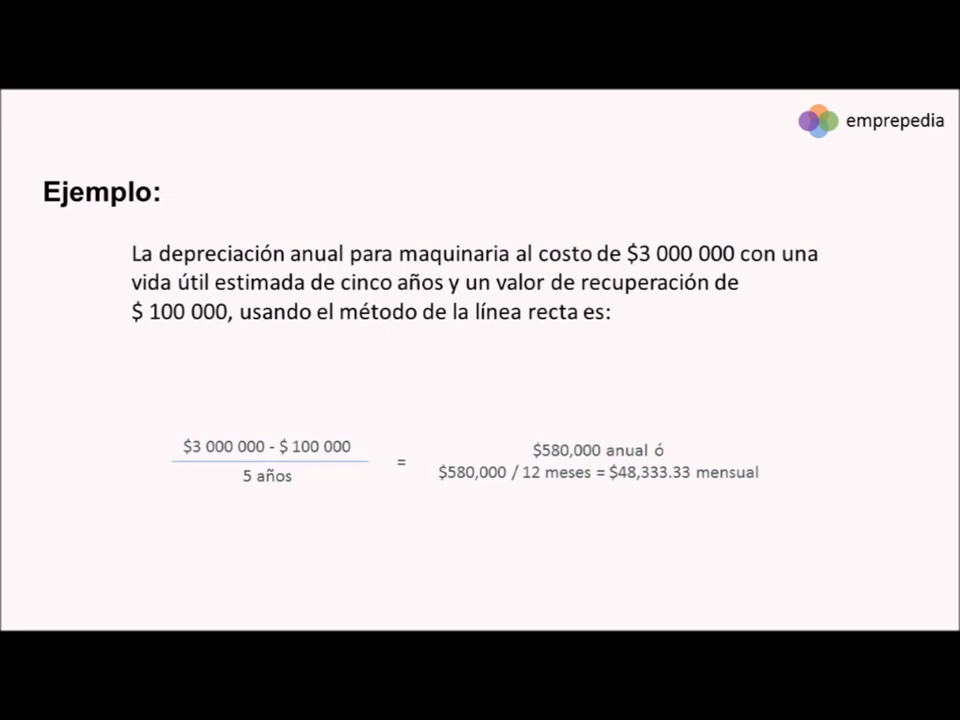 emprepedia
Ejemplo:
La depreciación anual para maquinaria al costo de $3 000 000 con una
vida útil estimada de cinco años y un valor de recuperación de
$ 100 000, usando el método de la línea recta es:
$3 000 000 - $ 100 000
5 años
=
$580,000 anual ó
$580,000 / 12 meses = $48,333.33 mensual